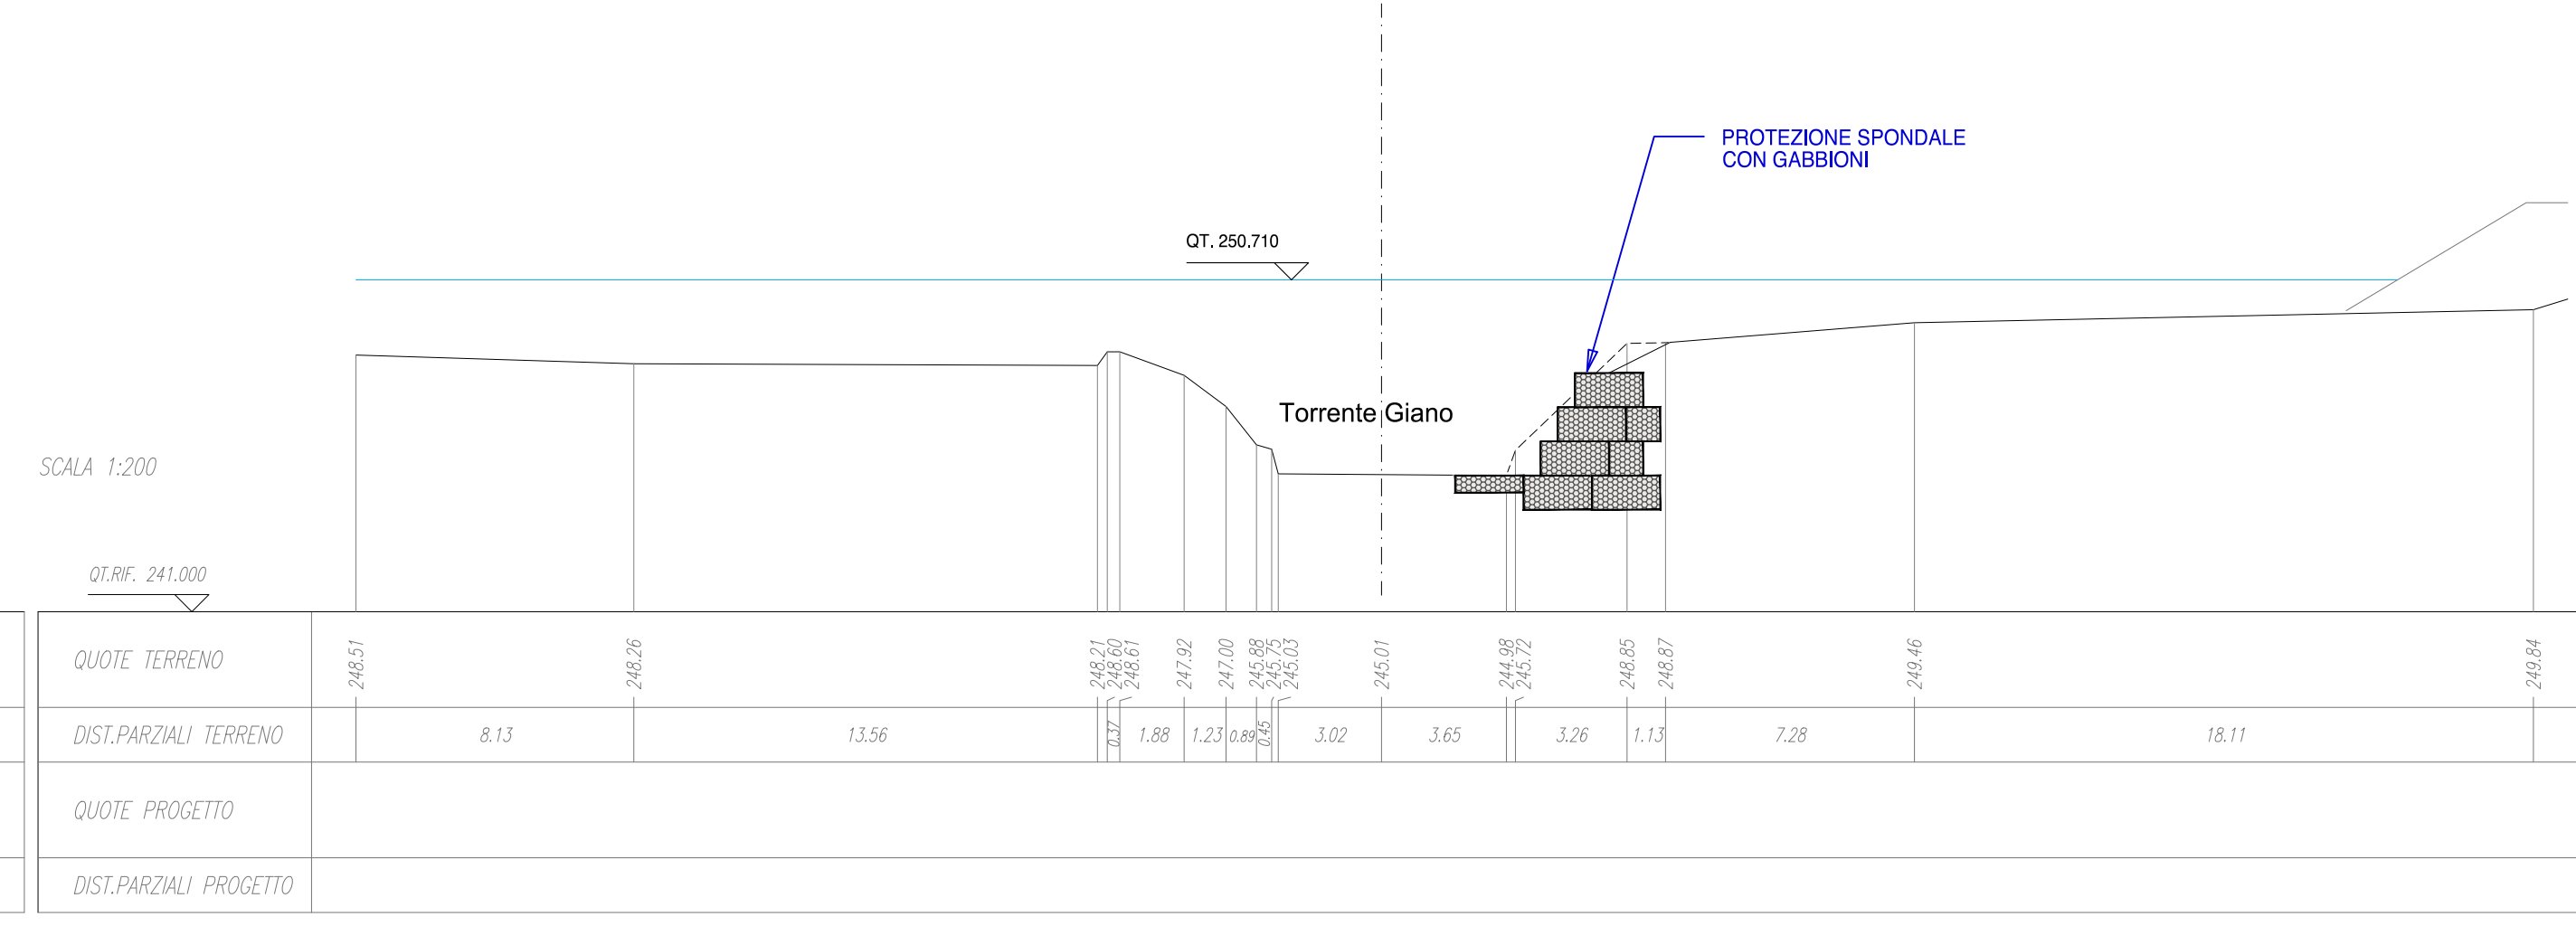 PROTEZIONE SPONDALE
CON GABBIONI
QT. 250.710
Torrente Giano
SCALA 1:200
QT.RIF. 241.000
QUOTE TERRENO 248.51 248.26 248.21 248.60 248.61 247.92 247.00 245.88 245.75 245.03 245.01 244.98 245.72 248.85 248.87 249.46 249.84
DIST.PARZIALI TERRENO 8.13 13.56 0.37 1.88 1.23 0.89 0.45 3.02 3.65 3.26 1.13 7.28 18.11
QUOTE PROGETTO
DIST.PARZIALI PROGETTO